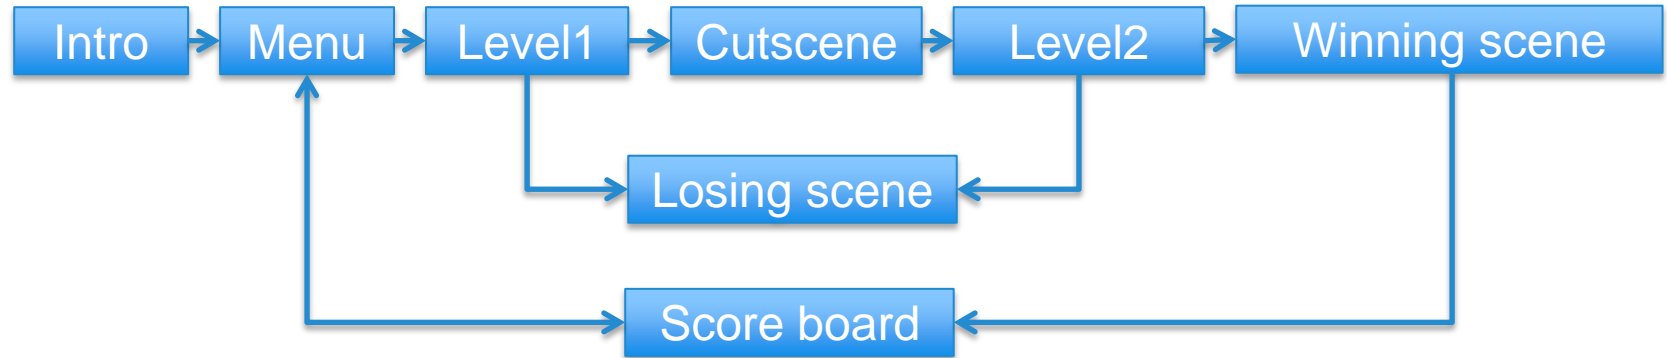 Intro
Menu
Level1
Cutscene
Level2
Winning scene
Losing scene
Score board